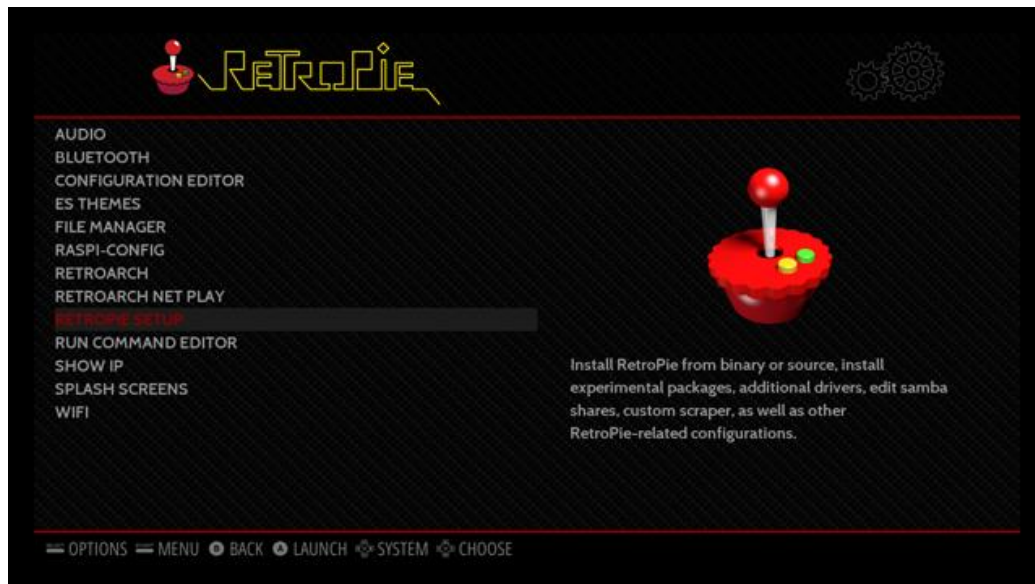 RETROPIE
AUDIO
BLUETOOTH
CONFIGURATION EDITOR
ES THEMES
FILE MANAGER
RASPI-CONFIG
RETROARCH
RETROARCH NET PLAY
RETROPIE SETUP
RUN COMMAND EDITOR
SHOW IP
SPLASH SCREENS
WIFI
Install RetroPie from binary or source, install
experimental packages, additional drivers, edit samba
shares, custom scraper, as well as other
RetroPie-related configurations.
OPTIONS MENU B BACK A LAUNCH SYSTEM CHOOSE